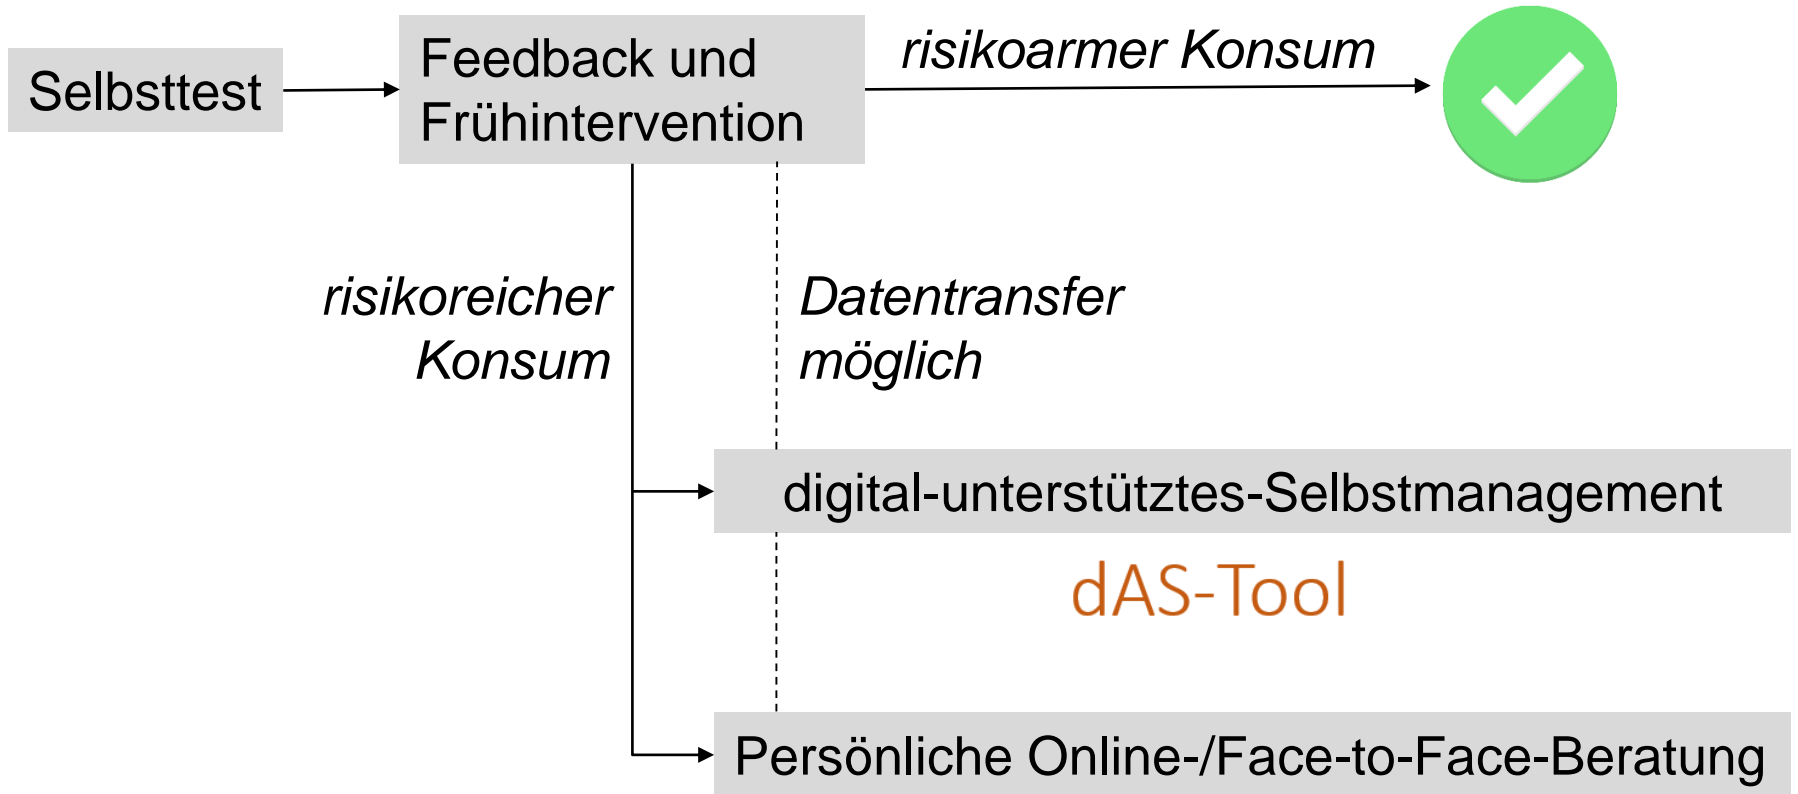 Selbsttest
Feedback und
Frühintervention
risikoarmer Konsum
risikoreicher
Konsum
Datentransfer
möglich
digital-unterstütztes-Selbstmanagement
dAS-Tool
Persönliche Online-/Face-to-Face-Beratung